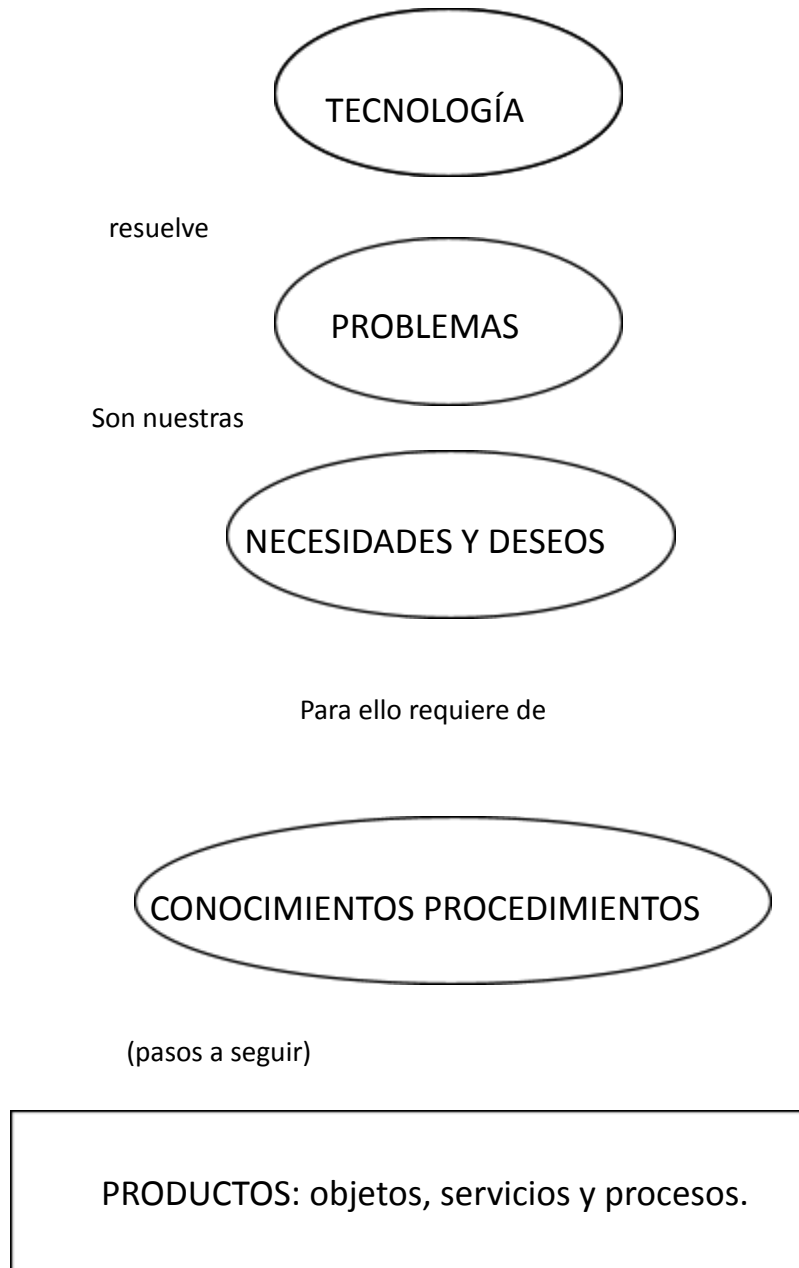 TECNOLOGÍA
resuelve
PROBLEMAS
Son nuestras
NECESIDADES Y DESEOS
Para ello requiere de
CONOCIMIENTOS PROCEDIMIENTOS
(pasos a seguir)
PRODUCTOS: objetos, servicios y procesos.